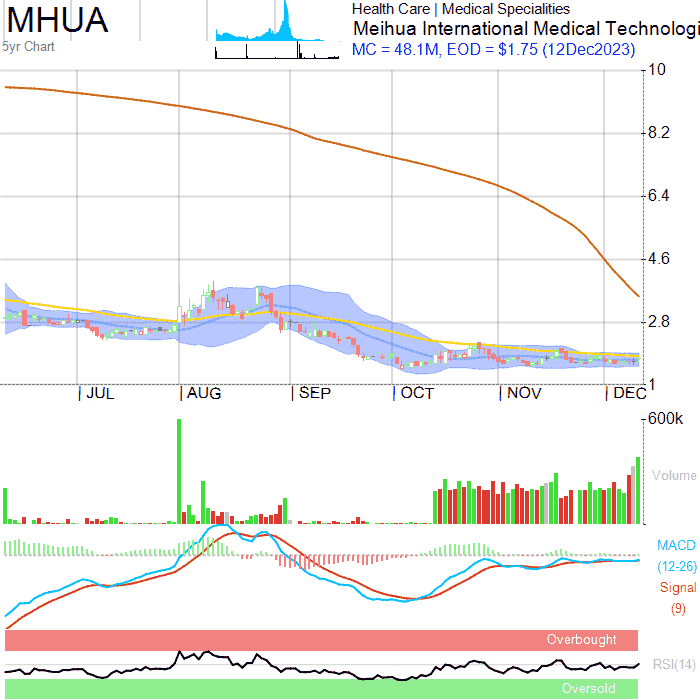 MHUA
5yr Chart
Health Care | Medical Specialities
Meihua International Medical Technologi
MC = 48.1M, EOD = $1.75 (12Dec2023)
10
8.2
6.4
4.6
2.8
1
JUL AUG SEP OCT NOV DEC
600k
Volume
MACD
(12-26)
Signal
(9)
Overbought
RSI(14)
Oversold